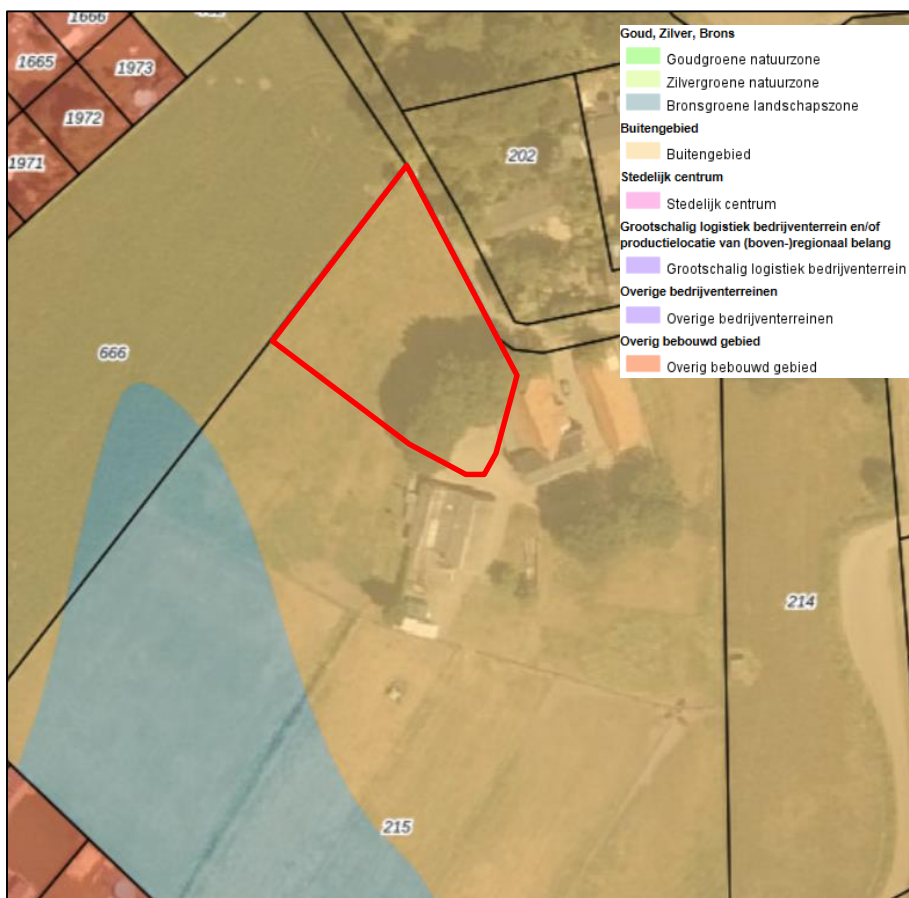 1666
1665
1973
1972
1971
202
666
214
215
Goud, Zilver, Brons
Goudgroene natuurzone
Zilvergroene natuurzone
Bronsgroene landschapszone
Buitengebied
Buitengebied
Stedelijk centrum
Stedelijk centrum
Grootschalig logistiek bedrijventerrein en/of
productielocatie van (boven-)regionaal belang
Grootschalig logistiek bedrijventerrein
Overige bedrijventerreinen
Overige bedrijventerreinen
Overig bebouwd gebied
Overig bebouwd gebied